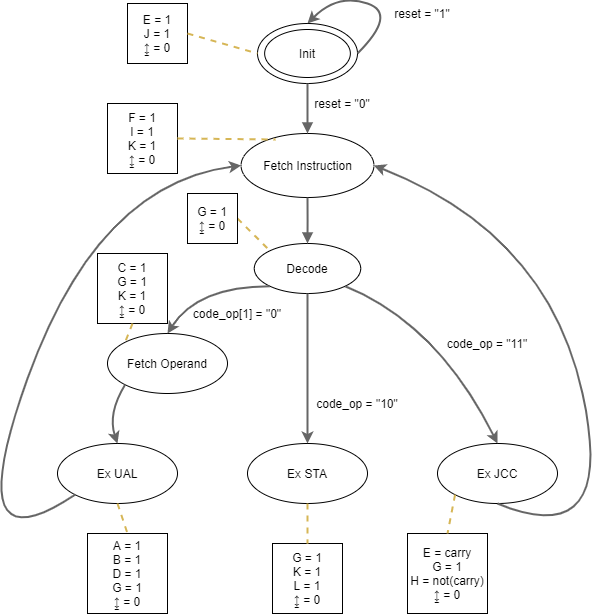 E = 1
J = 1
↨ = 0
reset = "1"
Init
reset = "0"
F = 1
I = 1
K = 1
↨ = 0
Fetch Instruction
G = 1
↨ = 0
Decode
C = 1
G = 1
K = 1
↨ = 0
code_op[1] = "0"
code_op = "11"
Fetch Operand
code_op = "10"
Ex UAL
Ex STA
Ex JCC
A = 1
B = 1
D = 1
G = 1
↨ = 0
G = 1
K = 1
L = 1
↨ = 0
E = carry
G = 1
H = not(carry)
↨ = 0